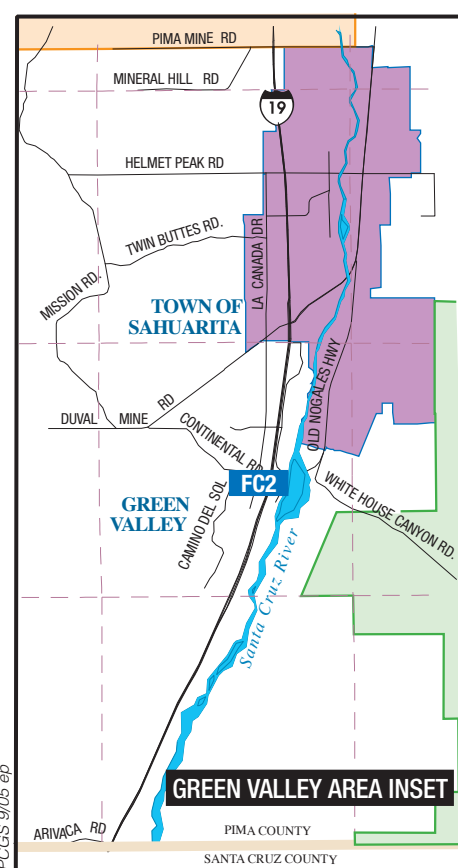 PIMA MINE RD
MINERAL HILL RD
19
HELMET PEAK RD
TWIN BUTTES RD.
LA CANADA DR
MISSION RD.
TOWN OF
SAHUARITA
OLD NOGALES HWY
DUVAL MINE RD
CONTINENTAL RD
FC2
GREEN
VALLEY
CAMINO DEL SOL
WHITE HOUSE CANYON RD.
Santa Cruz River
GREEN VALLEY AREA INSET
PCGS 9/05 ep
ARIVACA RD
PIMA COUNTY
SANTA CRUZ COUNTY